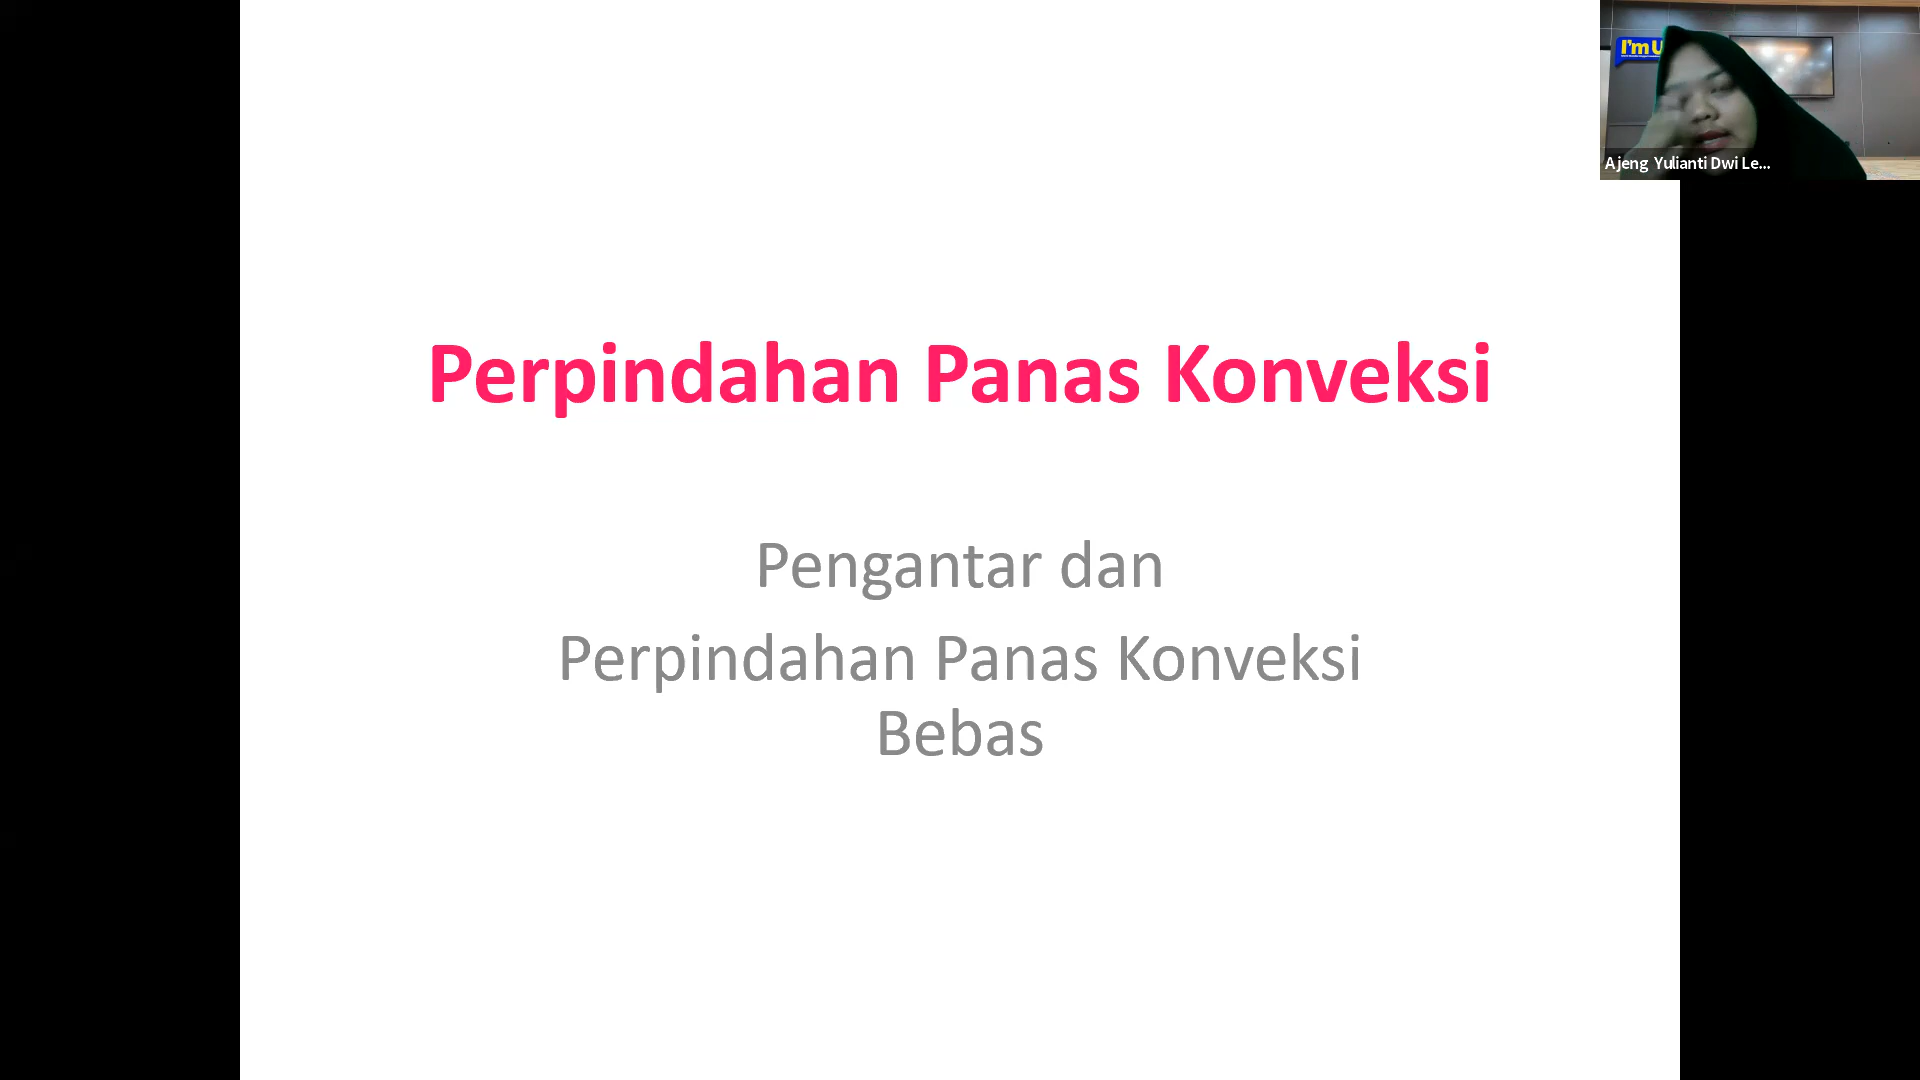 I'm U
Ajeng Yulianti Dwi Le...
Perpindahan Panas Konveksi
Pengantar dan
Perpindahan Panas Konveksi
Bebas